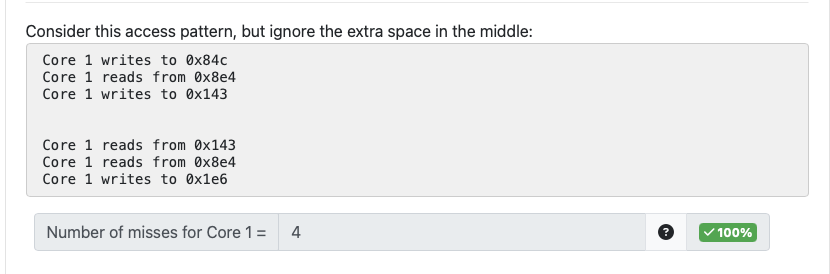 Consider this access pattern, but ignore the extra space in the middle:
Core 1 writes to 0x84c
Core 1 reads from 0x8e4
Core 1 writes to 0x143
Core 1 reads from 0x143
Core 1 reads from 0x8e4
Core 1 writes to 0x1e6
Number of misses for Core 1 = 4 ? ✓ 100%